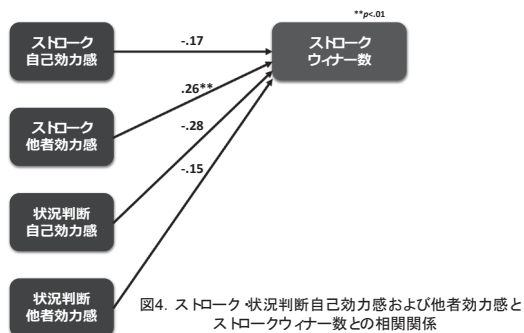 **p<.01
ストローク
自己効力感
-.17
ストローク
ウィナー数
ストローク
他者効力感
.26**
-.28
状況判断
自己効力感
-.15
状況判断
他者効力感
図4. ストローク・状況判断自己効力感および他者効力感と
ストロークウィナー数との相関関係